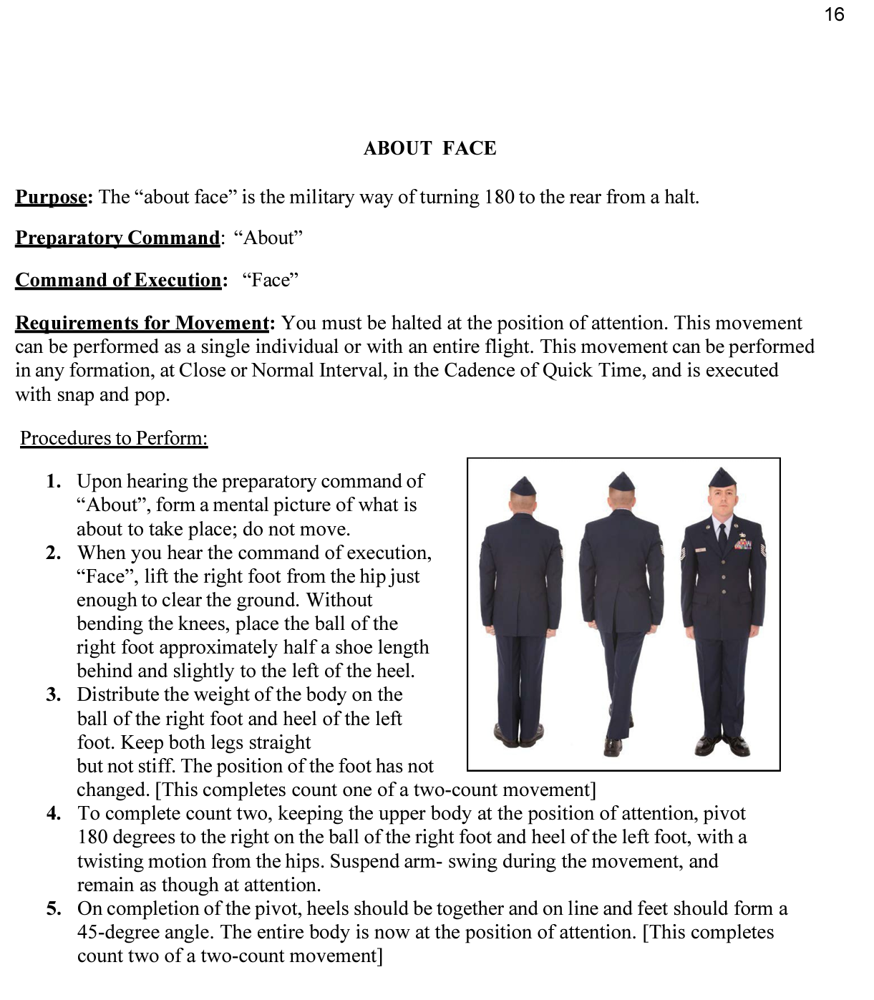 16
ABOUT FACE
Purpose: The “about face” is the military way of turning 180 to the rear from a halt.
Preparatory Command: “About”
Command of Execution: “Face”
Requirements for Movement: You must be halted at the position of attention. This movement
can be performed as a single individual or with an entire flight. This movement can be performed
in any formation, at Close or Normal Interval, in the Cadence of Quick Time, and is executed
with snap and pop.
Procedures to Perform:
1. Upon hearing the preparatory command of
“About”, form a mental picture of what is
about to take place; do not move.
2. When you hear the command of execution,
“Face”, lift the right foot from the hip just
enough to clear the ground. Without
bending the knees, place the ball of the
right foot approximately half a shoe length
behind and slightly to the left of the heel.
3. Distribute the weight of the body on the
ball of the right foot and heel of the left
foot. Keep both legs straight
but not stiff. The position of the foot has not
changed. [This completes count one of a two-count movement]
4. To complete count two, keeping the upper body at the position of attention, pivot
180 degrees to the right on the ball of the right foot and heel of the left foot, with a
twisting motion from the hips. Suspend arm- swing during the movement, and
remain as though at attention.
5. On completion of the pivot, heels should be together and on line and feet should form a
45-degree angle. The entire body is now at the position of attention. [This completes
count two of a two-count movement]